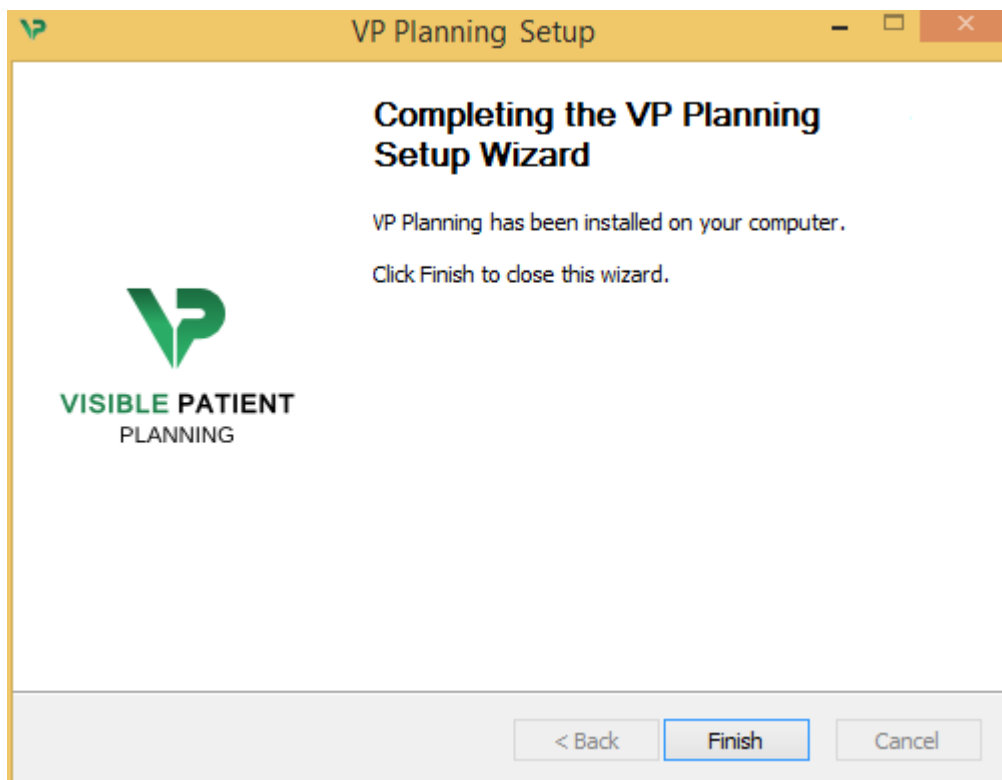 VP Planning Setup
Completing the VP Planning
Setup Wizard
VP Planning has been installed on your computer.
Click Finish to close this wizard.
VP
VISIBLE PATIENT
PLANNING
< Back
Finish
Cancel